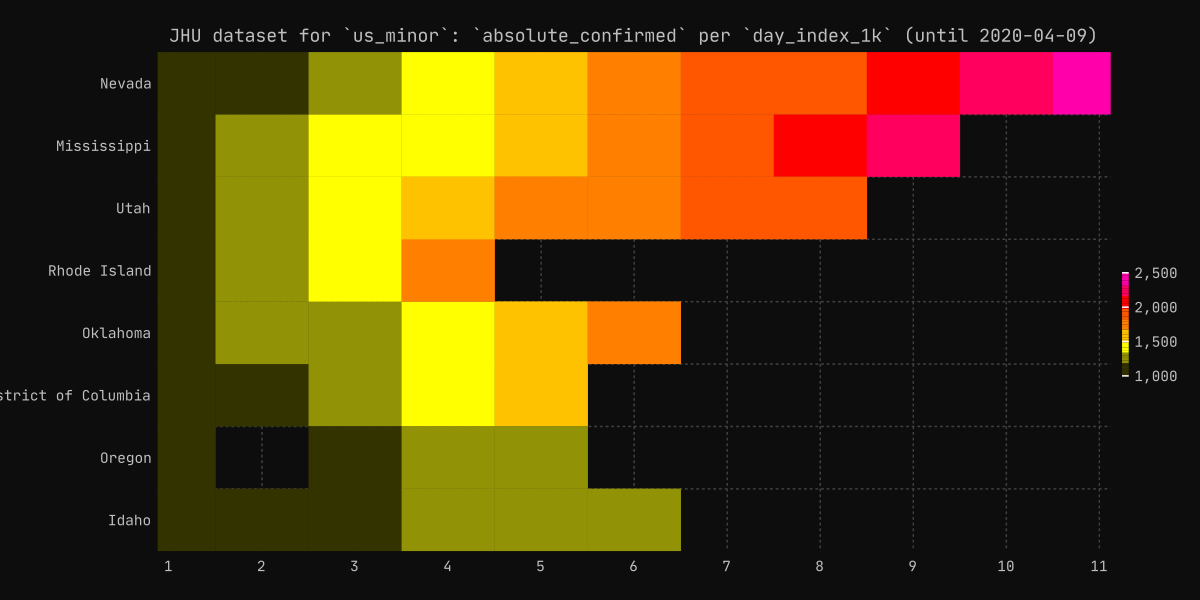 JHU dataset for `us_minor`: `absolute_confirmed` per `day_index_1k` (until 2020-04-09)
Nevada
Mississippi
Utah
Rhode Island
Oklahoma
strict of Columbia
Oregon
Idaho
1 2 3 4 5 6 7 8 9 10 11
2,500
2,000
1,500
1,000